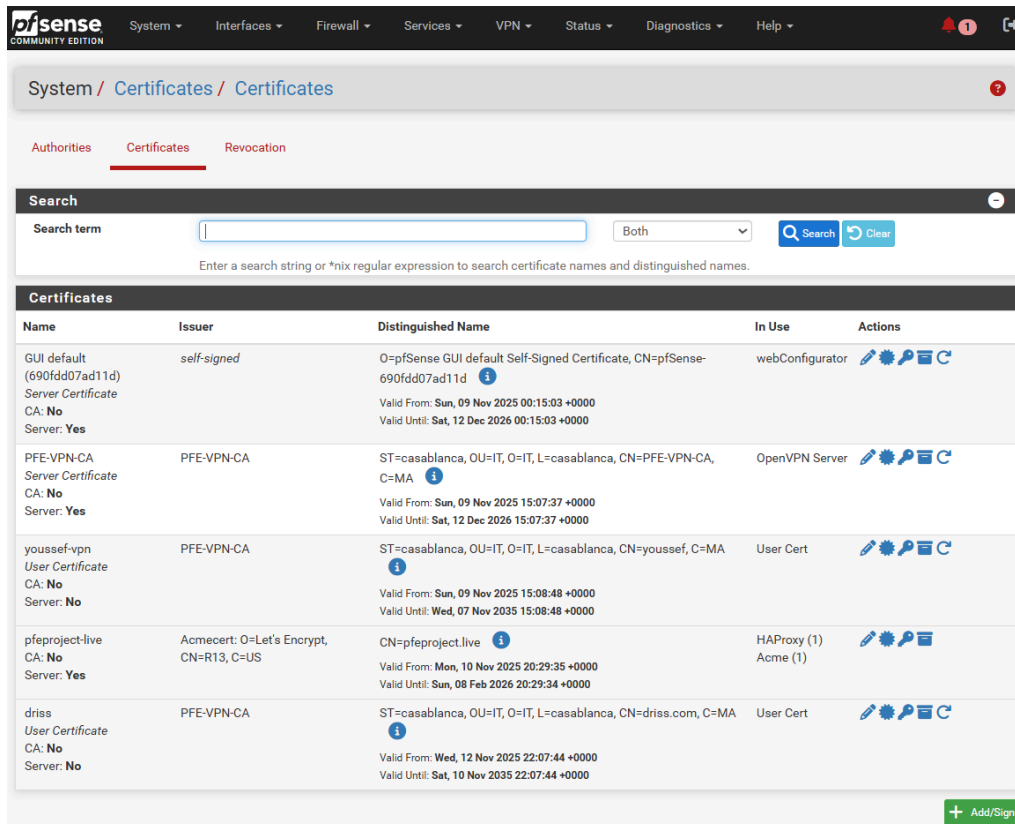 pfsense System Interfaces Firewall Services VPN Status Diagnostics Help 1
COMMUNITY EDITION
System / Certificates / Certificates ?
Authorities Certificates Revocation
Search
Search term Both Search Clear
Enter a search string or *nix regular expression to search certificate names and distinguished names.
Certificates
Name Issuer Distinguished Name In Use Actions
GUI default self-signed O=pfSense GUI default Self-Signed Certificate, CN=pfSense- webConfigurator
(690fdd07ad11d) 690fdd07ad11d i
Server Certificate
CA: No Valid From: Sun, 09 Nov 2025 00:15:03 +0000
Server: Yes Valid Until: Sat, 12 Dec 2026 00:15:03 +0000
PFE-VPN-CA PFE-VPN-CA ST=casablanca, OU=IT, O=IT, L=casablanca, CN=PFE-VPN-CA, OpenVPN Server
Server Certificate C=MA i
CA: No Valid From: Sun, 09 Nov 2025 15:07:37 +0000
Server: Yes Valid Until: Sat, 12 Dec 2026 15:07:37 +0000
youssef-vpn PFE-VPN-CA ST=casablanca, OU=IT, O=IT, L=casablanca, CN=youssef, C=MA User Cert
User Certificate i
CA: No Valid From: Sun, 09 Nov 2025 15:08:48 +0000
Server: No Valid Until: Wed, 07 Nov 2035 15:08:48 +0000
pfeproject-live Acmecert: O=Let's Encrypt, CN=pfeproject.live i HAProxy (1)
CA: No CN=R13, C=US Acme (1)
Server: Yes Valid From: Mon, 10 Nov 2025 20:29:35 +0000
Valid Until: Sun, 08 Feb 2026 20:29:34 +0000
driss PFE-VPN-CA ST=casablanca, OU=IT, O=IT, L=casablanca, CN=driss.com, C=MA User Cert
User Certificate i
CA: No Valid From: Wed, 12 Nov 2025 22:07:44 +0000
Server: No Valid Until: Sat, 10 Nov 2035 22:07:44 +0000
+ Add/Sign